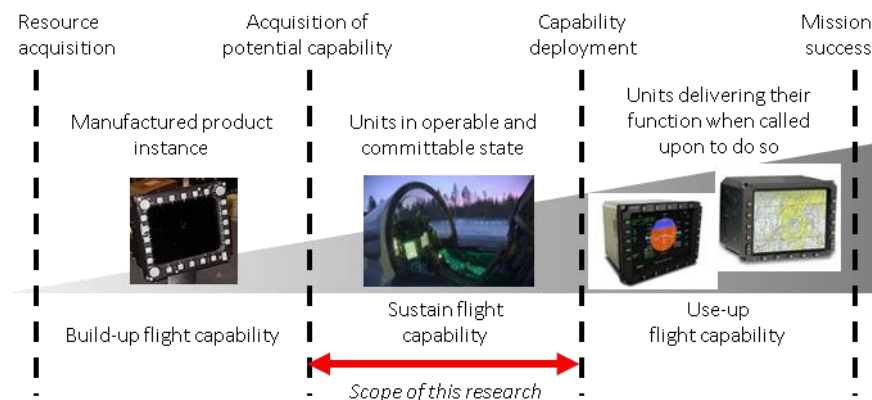 Resource
acquisition
Acquisition of
potential capability
Capability
deployment
Mission
success
Manufactured product
instance
Units in operable and
committable state
Units delivering their
function when called
upon to do so
Build-up flight capability
Sustain flight
capability
Use-up
flight capability
Scope of this research